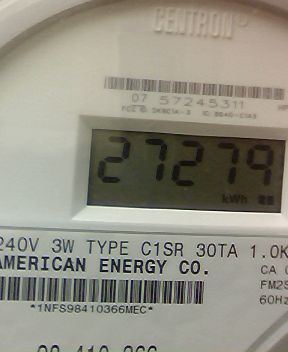 CENTRON
07 57245311
27279
kWh
240V 3W TYPE C1SR 30TA 1.0K
AMERICAN ENERGY CO.
CA
FM2S
60Hz
*1NFS98410366MEC*